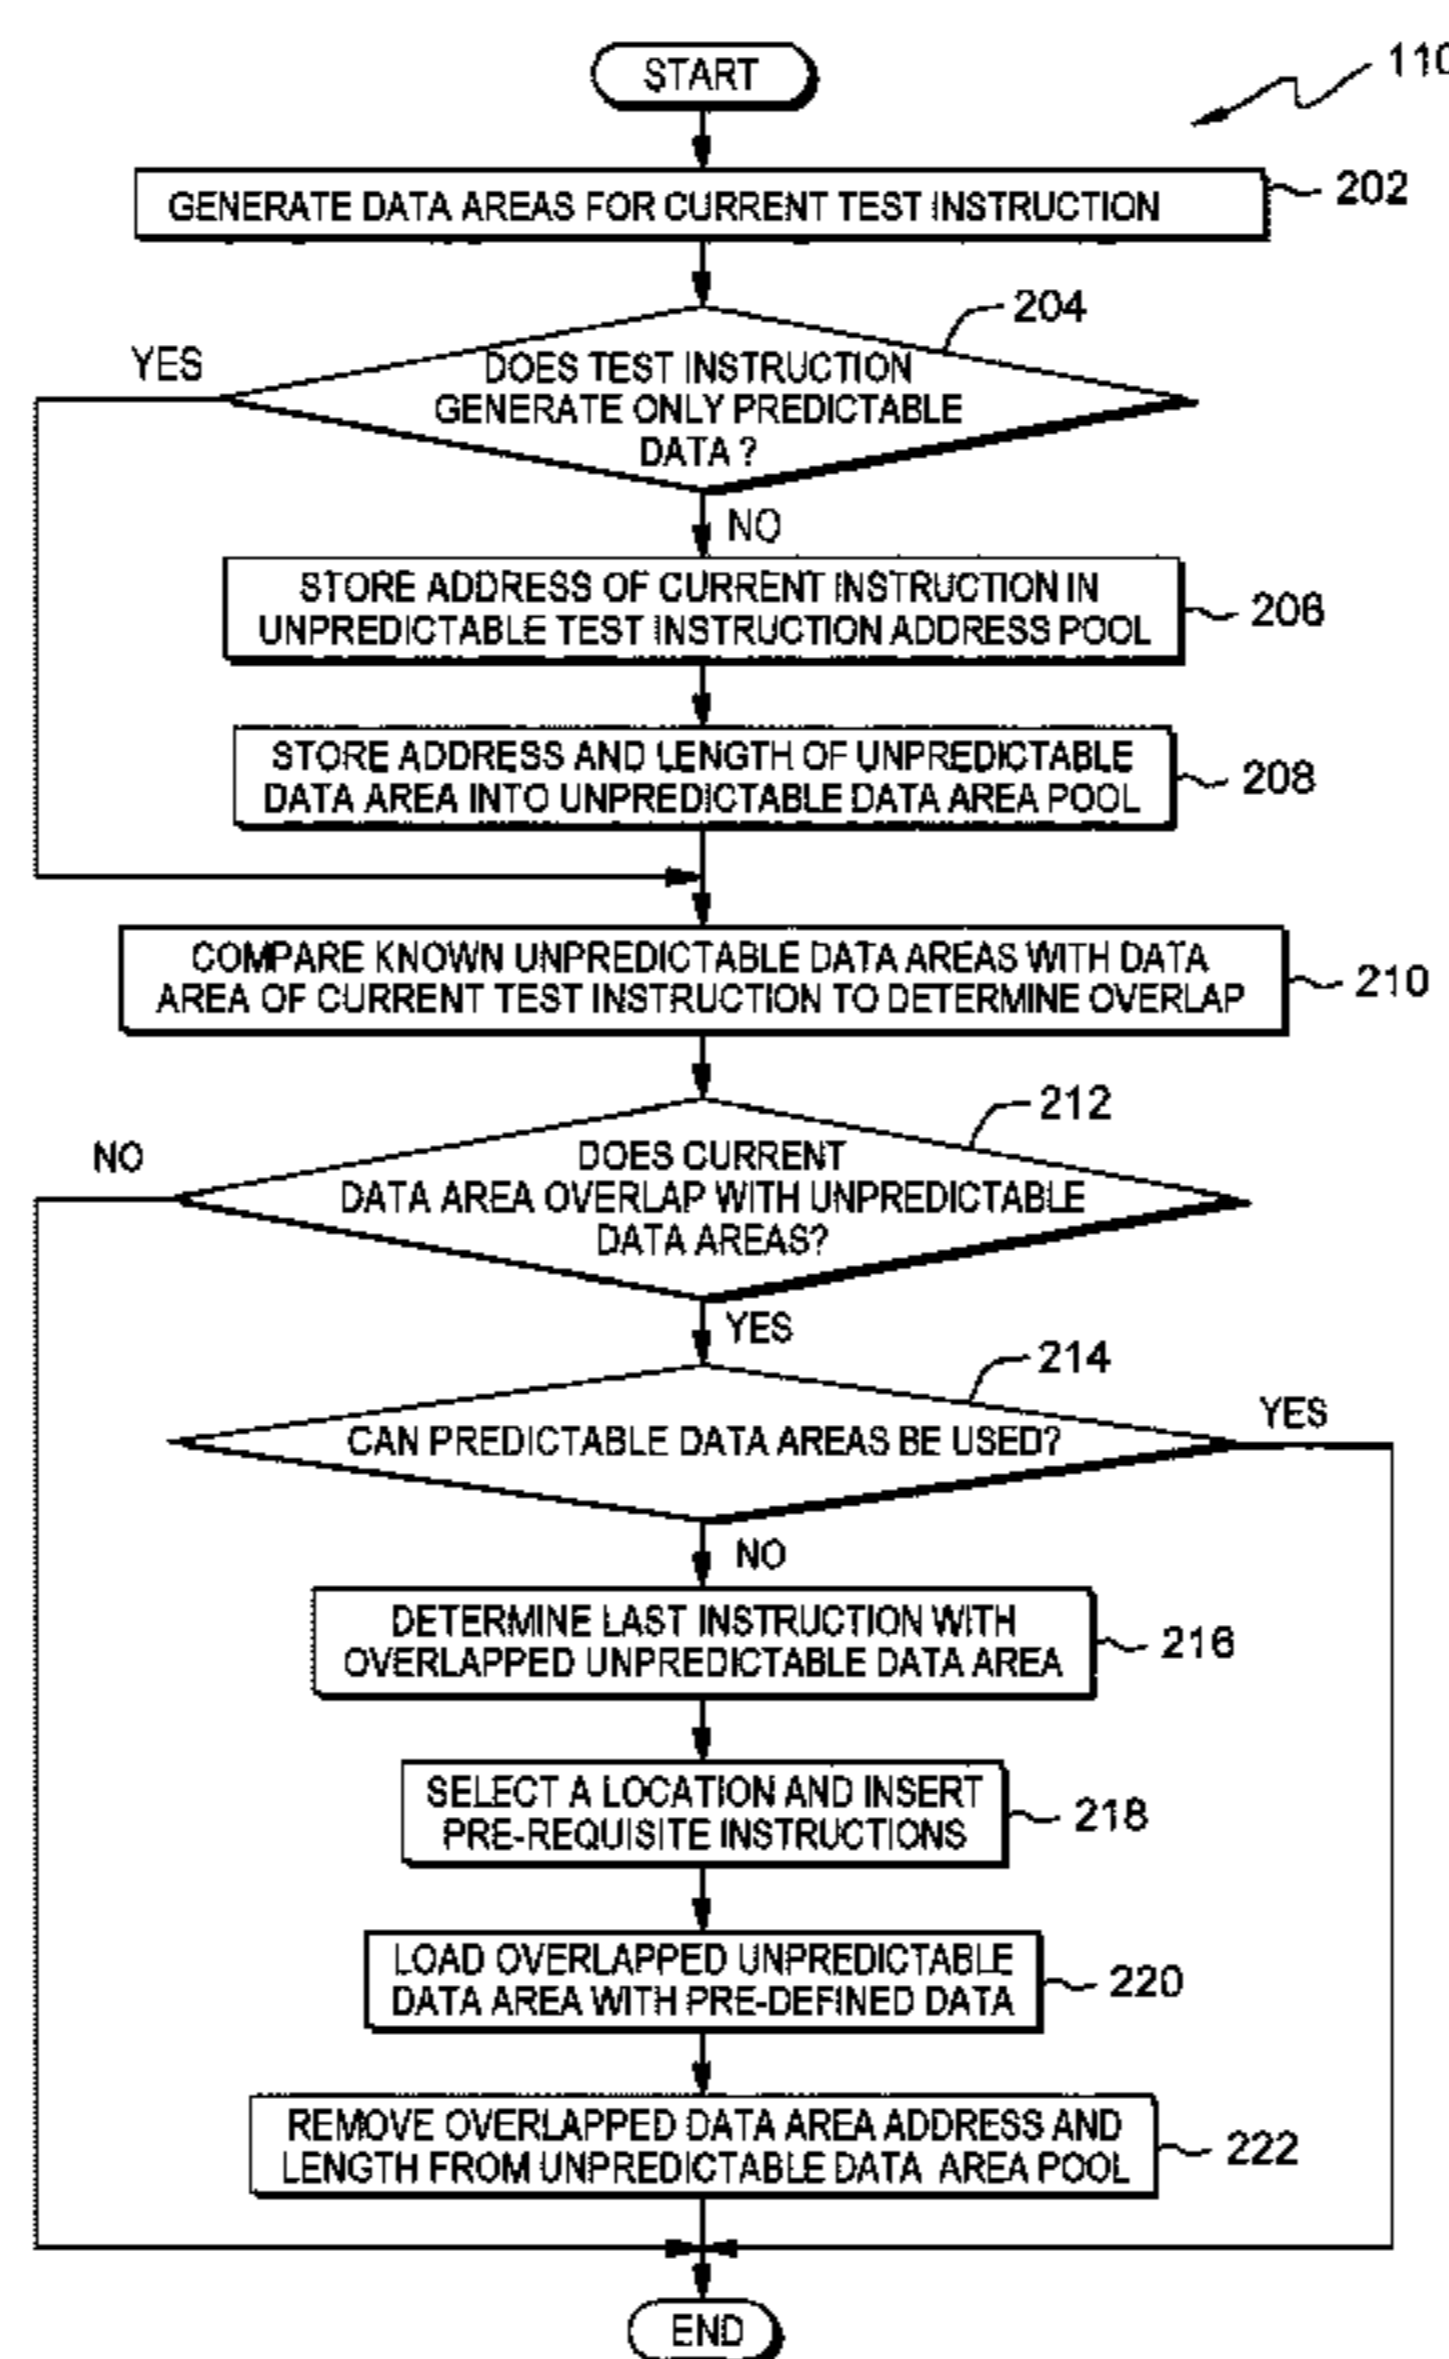 START
110
GENERATE DATA AREAS FOR CURRENT TEST INSTRUCTION
202
204
YES
DOES TEST INSTRUCTION
GENERATE ONLY PREDICTABLE
DATA ?
NO
STORE ADDRESS OF CURRENT INSTRUCTION IN
UNPREDICTABLE TEST INSTRUCTION ADDRESS POOL
206
STORE ADDRESS AND LENGTH OF UNPREDICTABLE
DATA AREA INTO UNPREDICTABLE DATA AREA POOL
208
COMPARE KNOWN UNPREDICTABLE DATA AREAS WITH DATA
AREA OF CURRENT TEST INSTRUCTION TO DETERMINE OVERLAP
210
212
NO
DOES CURRENT
DATA AREA OVERLAP WITH UNPREDICTABLE
DATA AREAS?
YES
214
YES
CAN PREDICTABLE DATA AREAS BE USED?
NO
DETERMINE LAST INSTRUCTION WITH
OVERLAPPED UNPREDICTABLE DATA AREA
216
SELECT A LOCATION AND INSERT
PRE-REQUISITE INSTRUCTIONS
218
LOAD OVERLAPPED UNPREDICTABLE
DATA AREA WITH PRE-DEFINED DATA
220
REMOVE OVERLAPPED DATA AREA ADDRESS AND
LENGTH FROM UNPREDICTABLE DATA AREA POOL
222
END